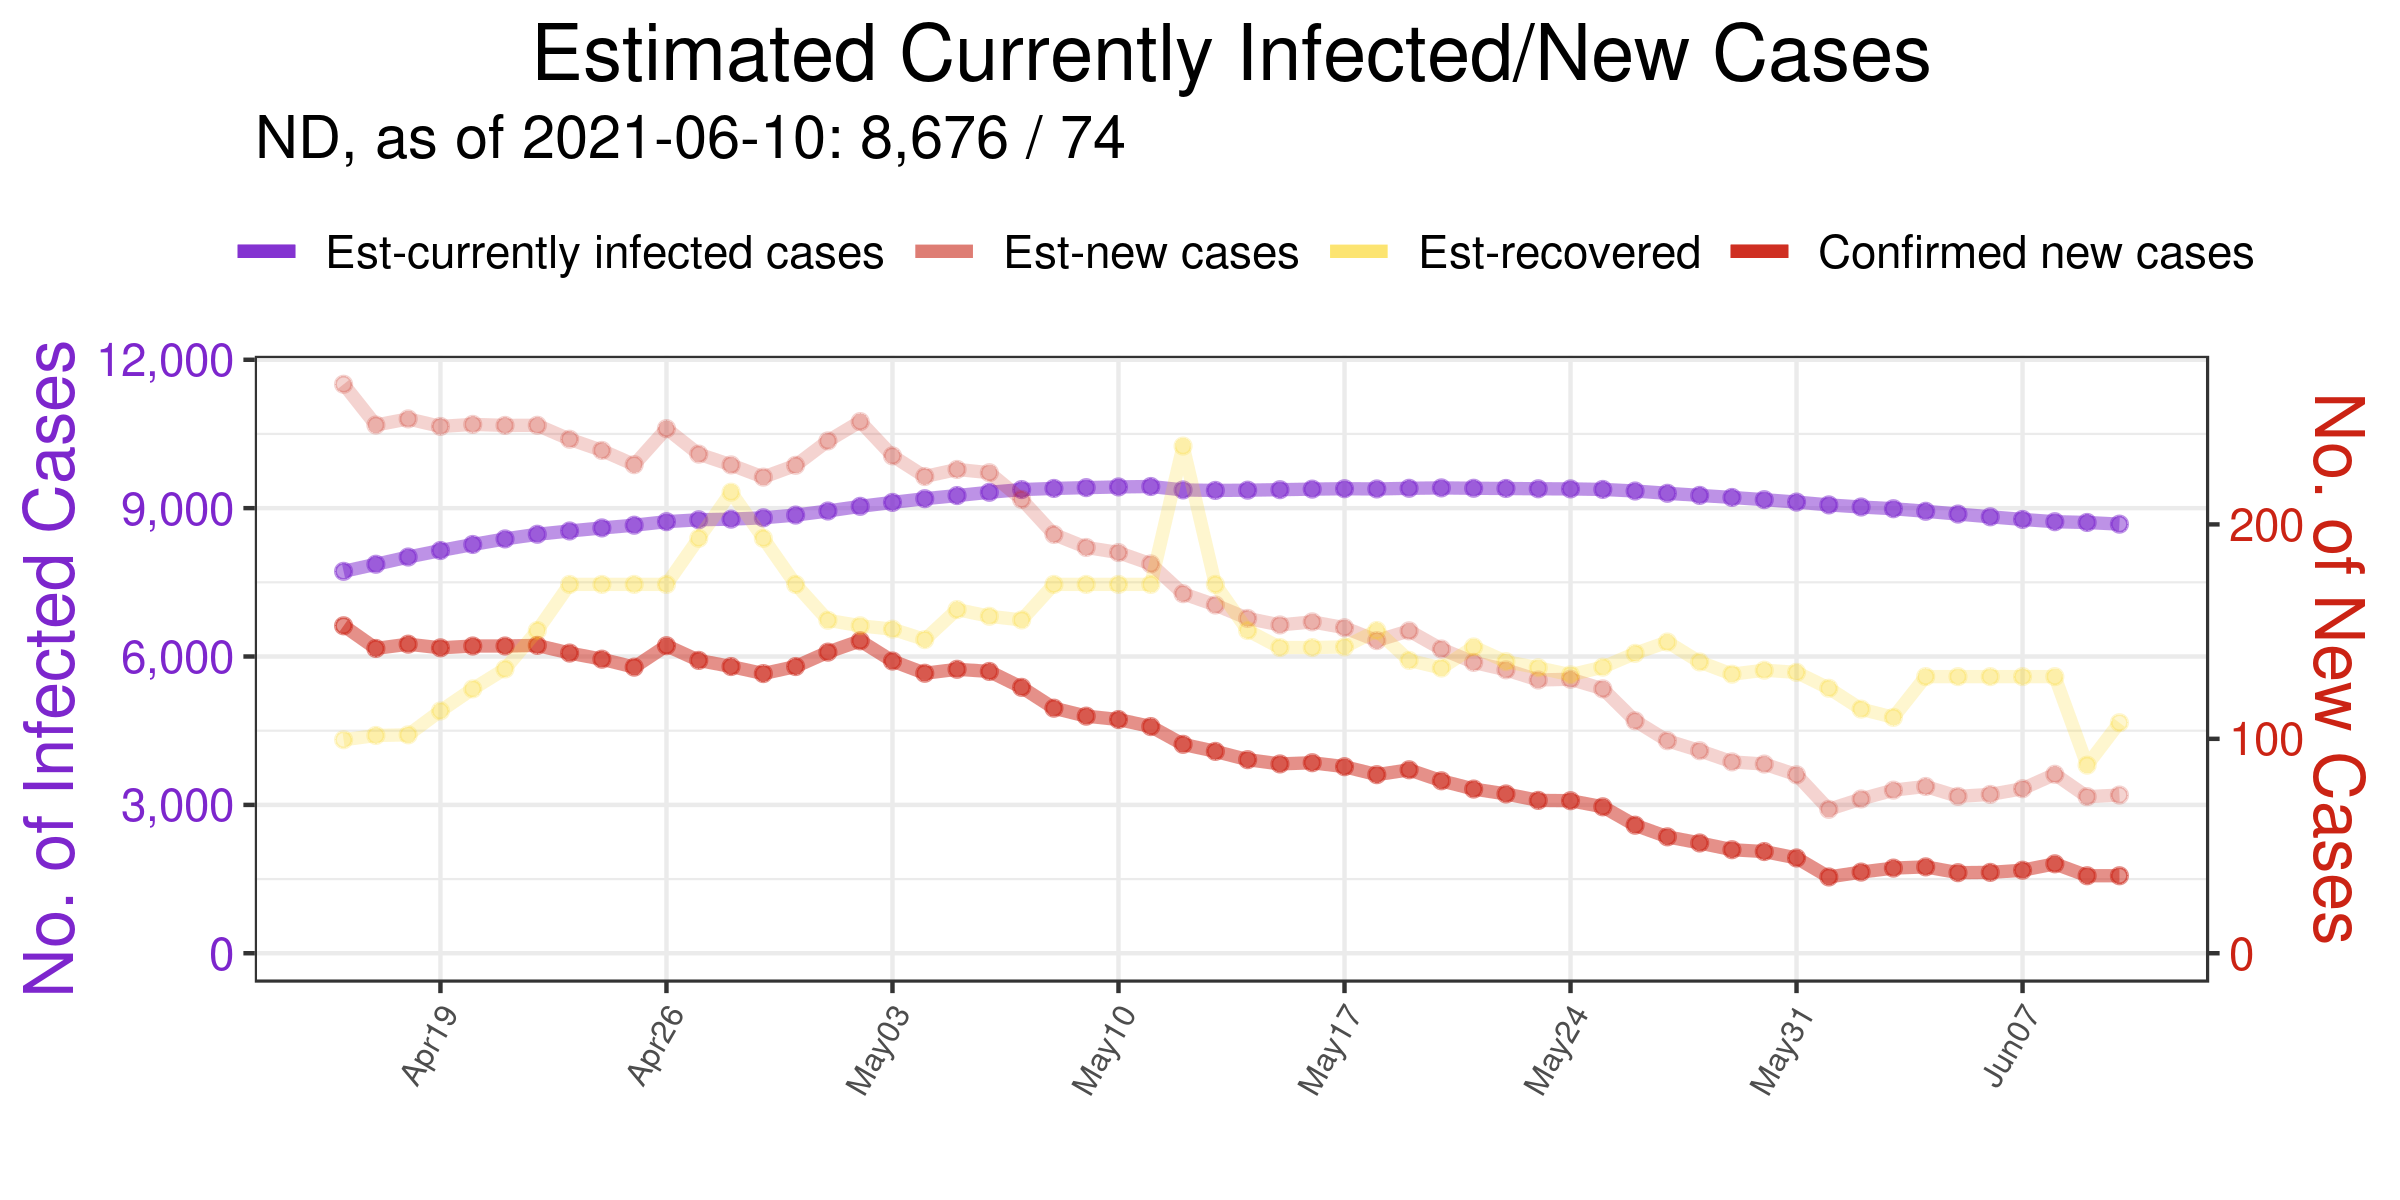 Estimated Currently Infected/New Cases
ND, as of 2021-06-10: 8,676 / 74
Est-currently infected cases Est-new cases Est-recovered Confirmed new cases
No. of Infected Cases
12,000
9,000
6,000
3,000
0
200
100
0
No. of New Cases
Apr19 Apr26 May03 May10 May17 May24 May31 Jun07